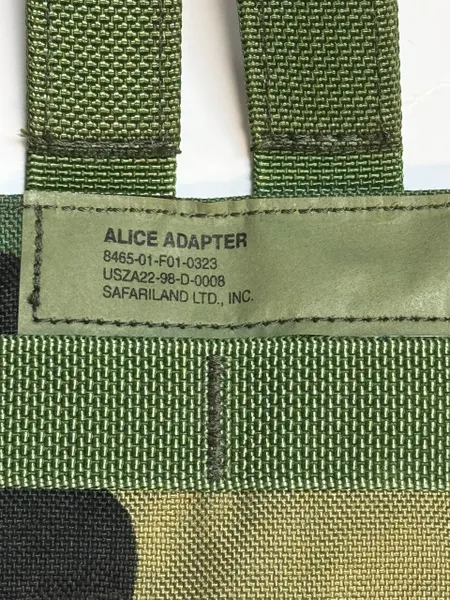 ALICE ADAPTER
8465-01-F01-0323
USZA22-98-D-0008
SAFARILAND LTD., INC.